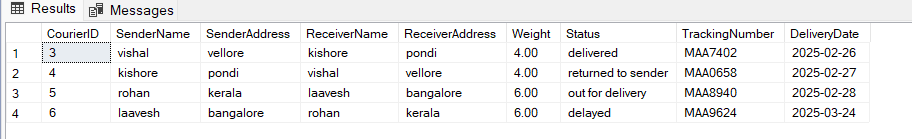 Results Messages
CourierID SenderName SenderAddress ReceiverName ReceiverAddress Weight Status TrackingNumber DeliveryDate
1 3 vishal vellore kishore pondi 4.00 delivered MAA7402 2025-02-26
2 4 kishore pondi vishal vellore 4.00 returned to sender MAA0658 2025-02-27
3 5 rohan kerala laavesh bangalore 6.00 out for delivery MAA8940 2025-02-28
4 6 laavesh bangalore rohan kerala 6.00 delayed MAA9624 2025-03-24